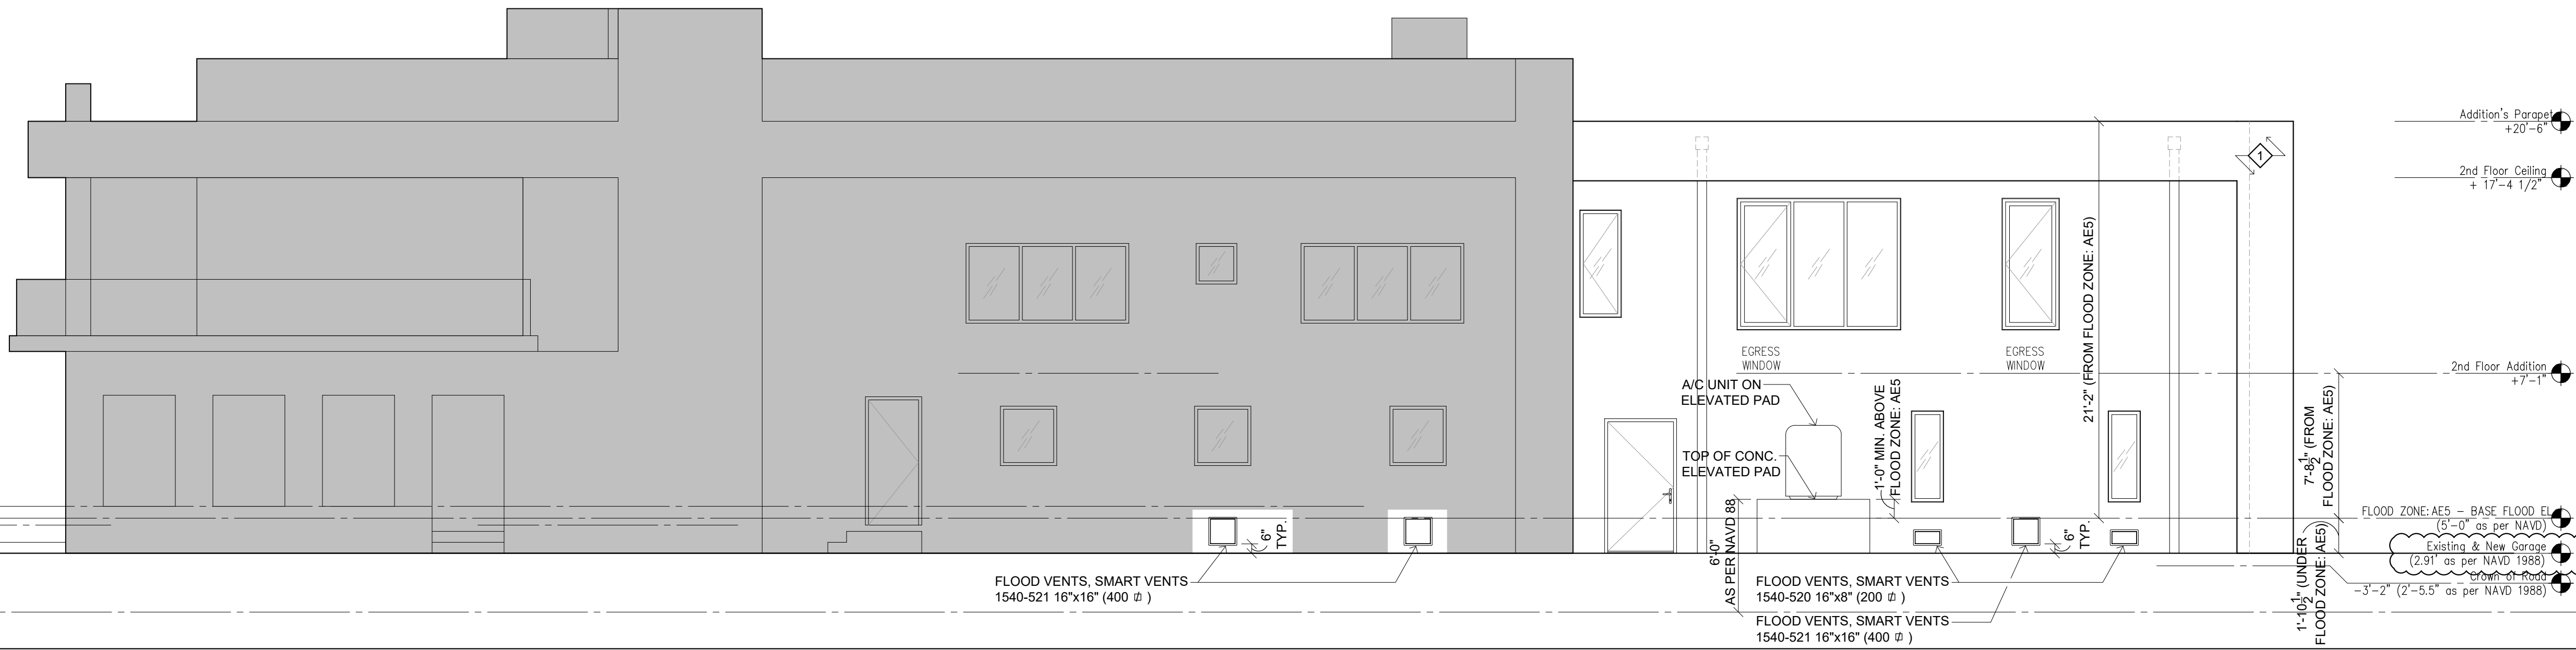 Addition's Parapet
+20'-6"
1
2nd Floor Ceiling
+ 17'-4 1/2"
21'-2" (FROM FLOOD ZONE: AE5)
EGRESS
WINDOW
EGRESS
WINDOW
2nd Floor Addition
+7'-1"
A/C UNIT ON
ELEVATED PAD
1'-0" MIN. ABOVE
FLOOD ZONE: AE5
7'-8 1/2" (FROM
FLOOD ZONE: AE5)
TOP OF CONC.
ELEVATED PAD
FLOOD ZONE: AE5 - BASE FLOOD EL.
(5'-0" as per NAVD)
6"
TYP.
6"
TYP.
6'-0"
AS PER NAVD 88
Existing & New Garage
(2.91' as per NAVD 1988)
Crown of Road
-3'-2" (2'-5.5" as per NAVD 1988)
1'-10 1/2" (UNDER
FLOOD ZONE: AE5)
FLOOD VENTS, SMART VENTS
1540-521 16"x16" (400 ⌷ )
FLOOD VENTS, SMART VENTS
1540-520 16"x8" (200 ⌷ )
FLOOD VENTS, SMART VENTS
1540-521 16"x16" (400 ⌷ )